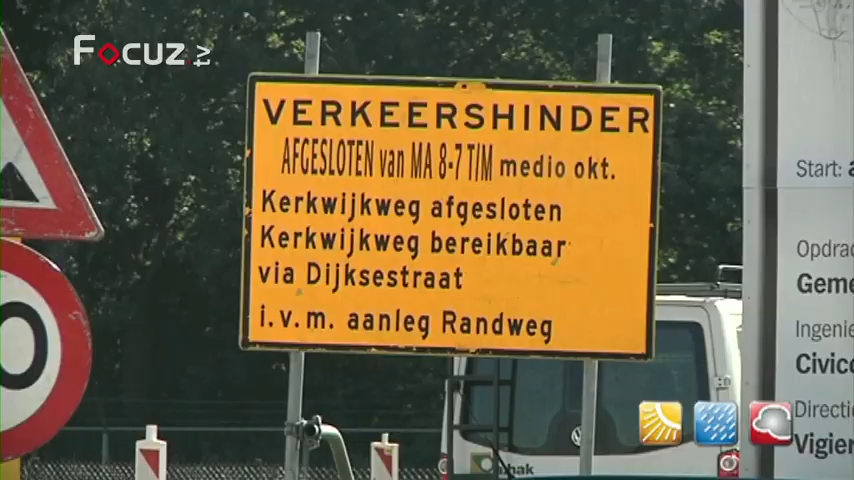 Focuz.tv
VERKEERSHINDER
AFGESLOTEN van MA 8-7 T/M medio okt.
Kerkwijkweg afgesloten
Kerkwijkweg bereikbaar
via Dijksestraat
i.v.m. aanleg Randweg
Start:
Opdrac
Geme
Ingenie
Civico
Directie
Vigier